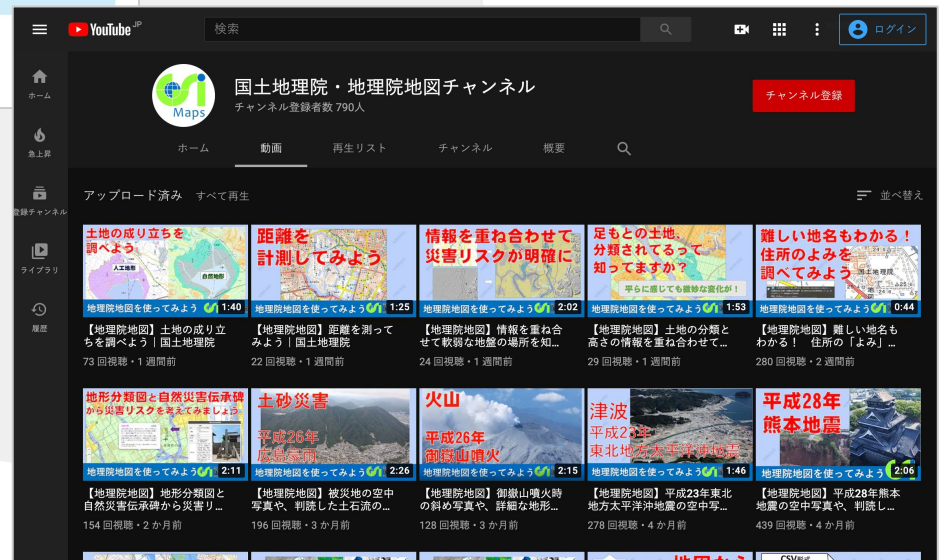 YouTube JP
検索
ログイン
ホーム
急上昇
登録チャンネル
ライブラリ
履歴
Maps
国土地理院・地理院地図チャンネル
チャンネル登録者数 790人
チャンネル登録
ホーム 動画 再生リスト チャンネル 概要
アップロード済み すべて再生
並べ替え
土地の成り立ちを
調べよう
人工地形
自然地形
地理院地図を使ってみよう
1:40
【地理院地図】土地の成り立
ちを調べよう｜国土地理院
73 回視聴・1 週間前
距離を
計測してみよう
地理院地図を使ってみよう
1:25
【地理院地図】距離を測って
みよう｜国土地理院
22 回視聴・1 週間前
情報を重ね合わせて
災害リスクが明確に
地理院地図を使ってみよう
2:02
【地理院地図】情報を重ね合
せて軟弱な地盤の場所を知...
24 回視聴・1 週間前
足もとの土地、
分類されてるって
知ってますか？
平らに感じても微妙な変化が！
地理院地図を使ってみよう
1:53
【地理院地図】土地の分類と
高さの情報を重ね合わせて...
29 回視聴・1 週間前
難しい地名もわかる！
住所のよみを
調べてみよう
国土地理院
地理院地図を使ってみよう
0:44
【地理院地図】難しい地名も
わかる！ 住所の「よみ」...
280 回視聴・2 週間前
地形分類図と自然災害伝承碑
から災害リスクを考えてみましょう
地理院地図を使ってみよう
2:11
【地理院地図】地形分類図と
自然災害伝承碑から災害リ...
154 回視聴・2 か月前
土砂災害
平成26年
広島豪雨
地理院地図を使ってみよう
2:26
【地理院地図】被災地の空中
写真や、判読した土石流の...
196 回視聴・3 か月前
火山
平成26年
御嶽山噴火
地理院地図を使ってみよう
2:15
【地理院地図】御嶽山噴火時
の斜め写真や、詳細な地形...
128 回視聴・3 か月前
津波
平成23年
東北地方太平洋沖地震
地理院地図を使ってみよう
1:46
【地理院地図】平成23年東北
地方太平洋沖地震の空中写...
278 回視聴・4 か月前
平成28年
熊本地震
地理院地図を使ってみよう
2:06
【地理院地図】平成28年熊本
地震の空中写真や、判読し...
439 回視聴・4 か月前